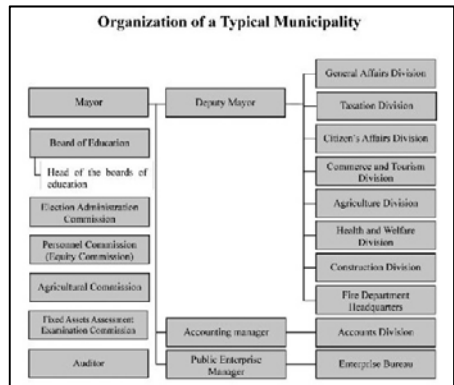 Organization of a Typical Municipality
General Affairs Division
Mayor
Deputy Mayor
Taxation Division
Board of Education
Citizen's Affairs Division
Head of the boards of
education
Commerce and Tourism
Division
Election Administration
Commission
Agriculture Division
Personnel Commission
(Equity Commission)
Health and Welfare
Division
Agricultural Commission
Construction Division
Fire Department
Headquarters
Fixed Assets Assessment
Examination Commission
Accounting manager
Accounts Division
Auditor
Public Enterprise
Manager
Enterprise Bureau